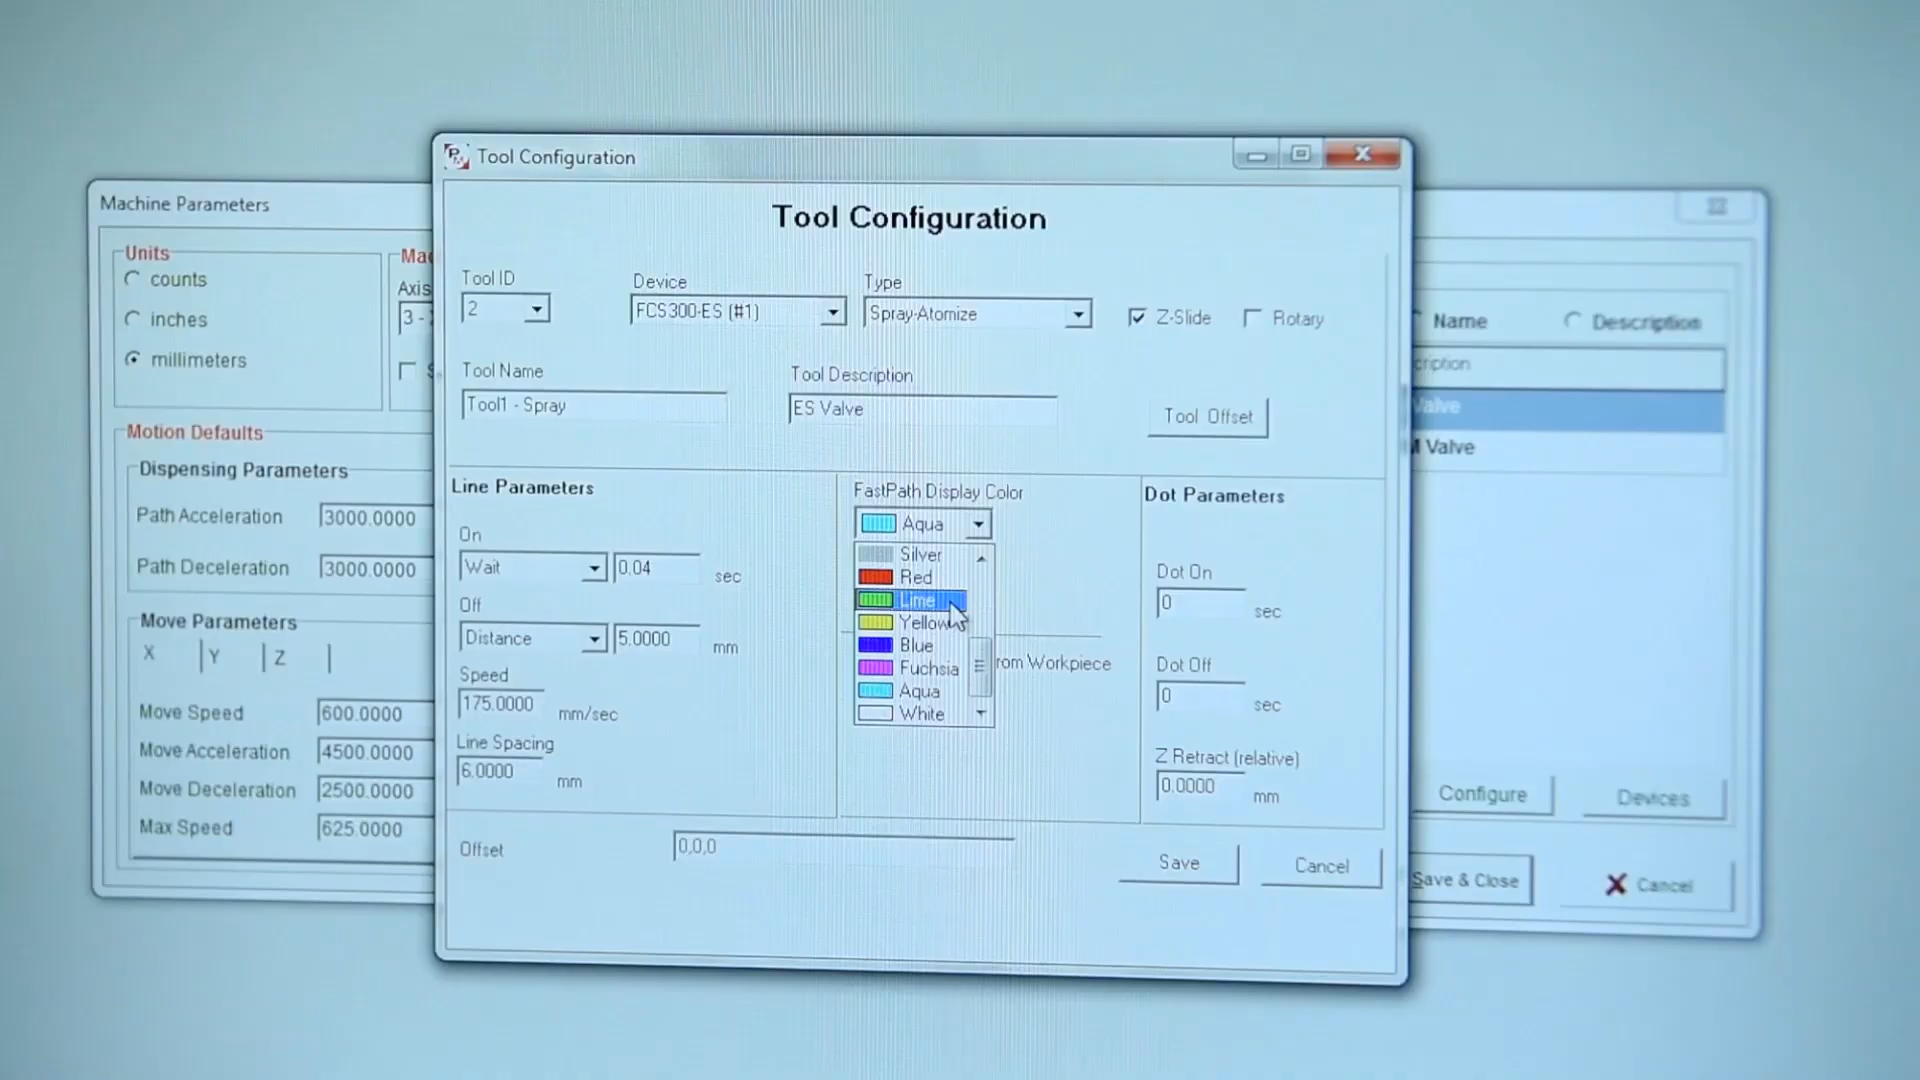 Machine Parameters
Units
counts
inches
millimeters
Axis
3 -
Motion Defaults
Dispensing Parameters
Path Acceleration 3000.0000
Path Deceleration 3000.0000
Move Parameters
X Y Z
Move Speed 600.0000
Move Acceleration 4500.0000
Move Deceleration 2500.0000
Max Speed 625.0000
Tool Configuration
Tool Configuration
Tool ID Device Type
2 FCS300-ES (#1) Spray-Atomize Z-Slide Rotary
Tool Name Tool Description
Tool1 - Spray ES Valve Tool Offset
Line Parameters
On
Wait 0.04 sec
Off
Distance 5.0000 mm
Speed
175.0000 mm/sec
Line Spacing
6.0000 mm
FastPath Display Color
Aqua
Silver
Red
Lime
Yellow
Blue
Fuchsia
Aqua
White
rom Workpiece
Dot Parameters
Dot On
0 sec
Dot Off
0 sec
Z Retract (relative)
0.0000 mm
Offset 0,0,0 Save Cancel
Name Description
cription
Valve
M Valve
Configure Devices
Save & Close Cancel